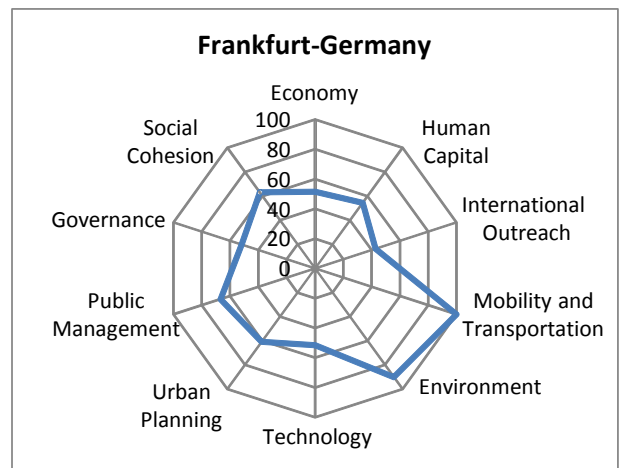 Frankfurt-Germany
Economy
Human
Capital
International
Outreach
Mobility and
Transportation
Environment
Technology
Urban
Planning
Public
Management
Governance
Social
Cohesion
100
80
60
40
20
0